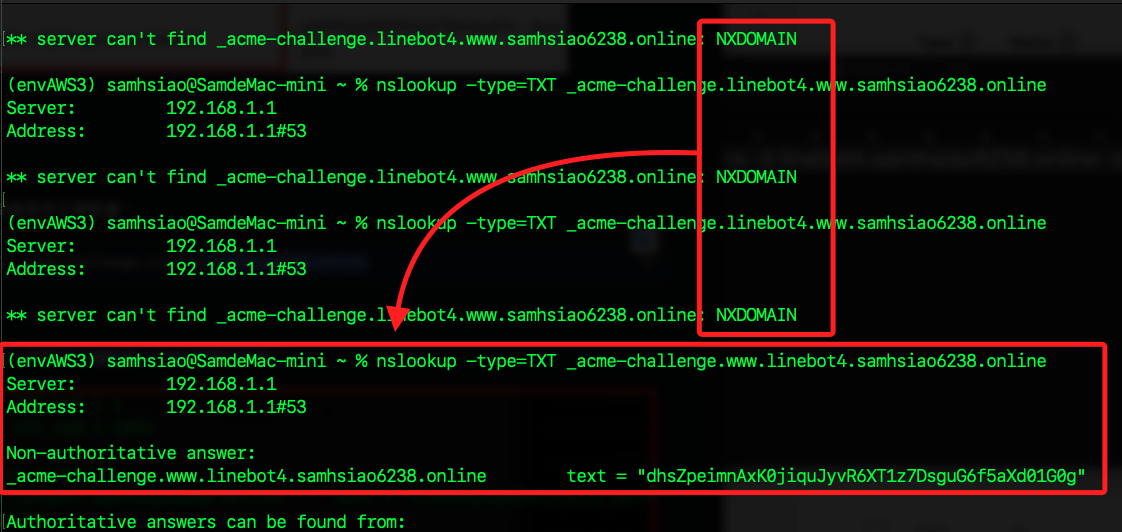 ** server can't find _acme-challenge.linebot4.www.samhsiao6238.online: NXDOMAIN
(envAWS3) samhsiao@SamdeMac-mini ~ % nslookup -type=TXT _acme-challenge.linebot4.www.samhsiao6238.online
Server: 192.168.1.1
Address: 192.168.1.1#53
** server can't find _acme-challenge.linebot4.www.samhsiao6238.online: NXDOMAIN
(envAWS3) samhsiao@SamdeMac-mini ~ % nslookup -type=TXT _acme-challenge.linebot4.www.samhsiao6238.online
Server: 192.168.1.1
Address: 192.168.1.1#53
** server can't find _acme-challenge.linebot4.www.samhsiao6238.online: NXDOMAIN
(envAWS3) samhsiao@SamdeMac-mini ~ % nslookup -type=TXT _acme-challenge.www.linebot4.samhsiao6238.online
Server: 192.168.1.1
Address: 192.168.1.1#53
Non-authoritative answer:
_acme-challenge.www.linebot4.samhsiao6238.online text = "dhsZpeimnAxK0jiquJyvR6XT1z7DsguG6f5aXd01G0g"
Authoritative answers can be found from: